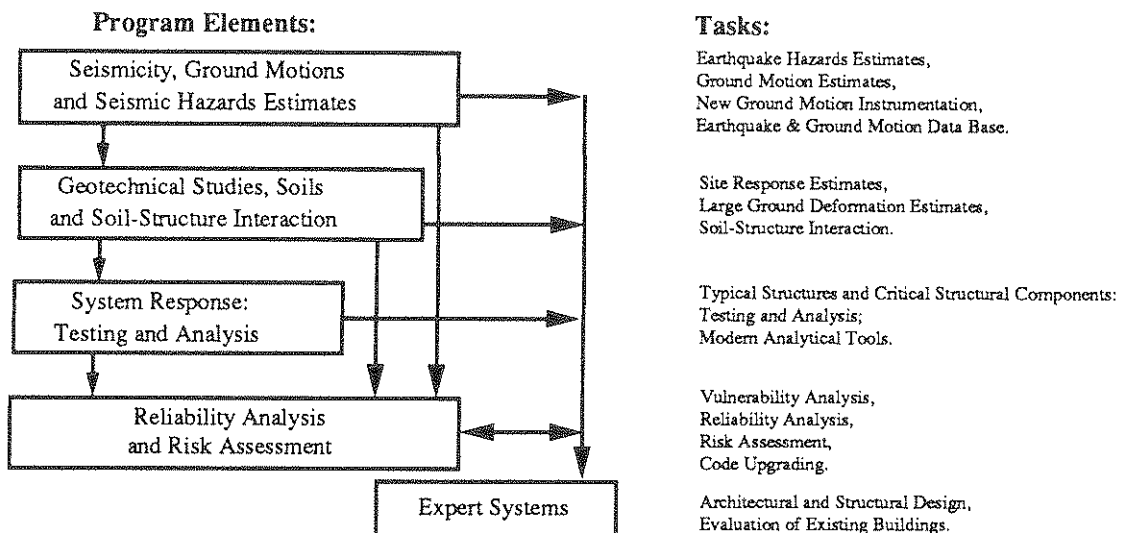 Program Elements:
Seismicity, Ground Motions
and Seismic Hazards Estimates
Geotechnical Studies, Soils
and Soil-Structure Interaction
System Response:
Testing and Analysis
Reliability Analysis
and Risk Assessment
Expert Systems
Tasks:
Earthquake Hazards Estimates,
Ground Motion Estimates,
New Ground Motion Instrumentation,
Earthquake & Ground Motion Data Base.
Site Response Estimates,
Large Ground Deformation Estimates,
Soil-Structure Interaction.
Typical Structures and Critical Structural Components:
Testing and Analysis;
Modern Analytical Tools.
Vulnerability Analysis,
Reliability Analysis,
Risk Assessment,
Code Upgrading.
Architectural and Structural Design,
Evaluation of Existing Buildings.